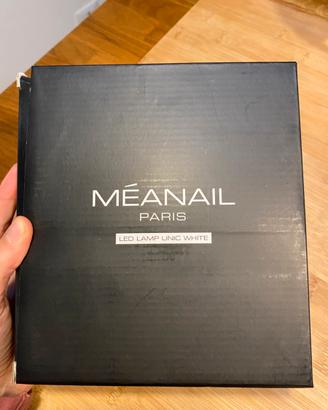 MÉANAIL
PARIS
LED LAMP UNIC WHITE